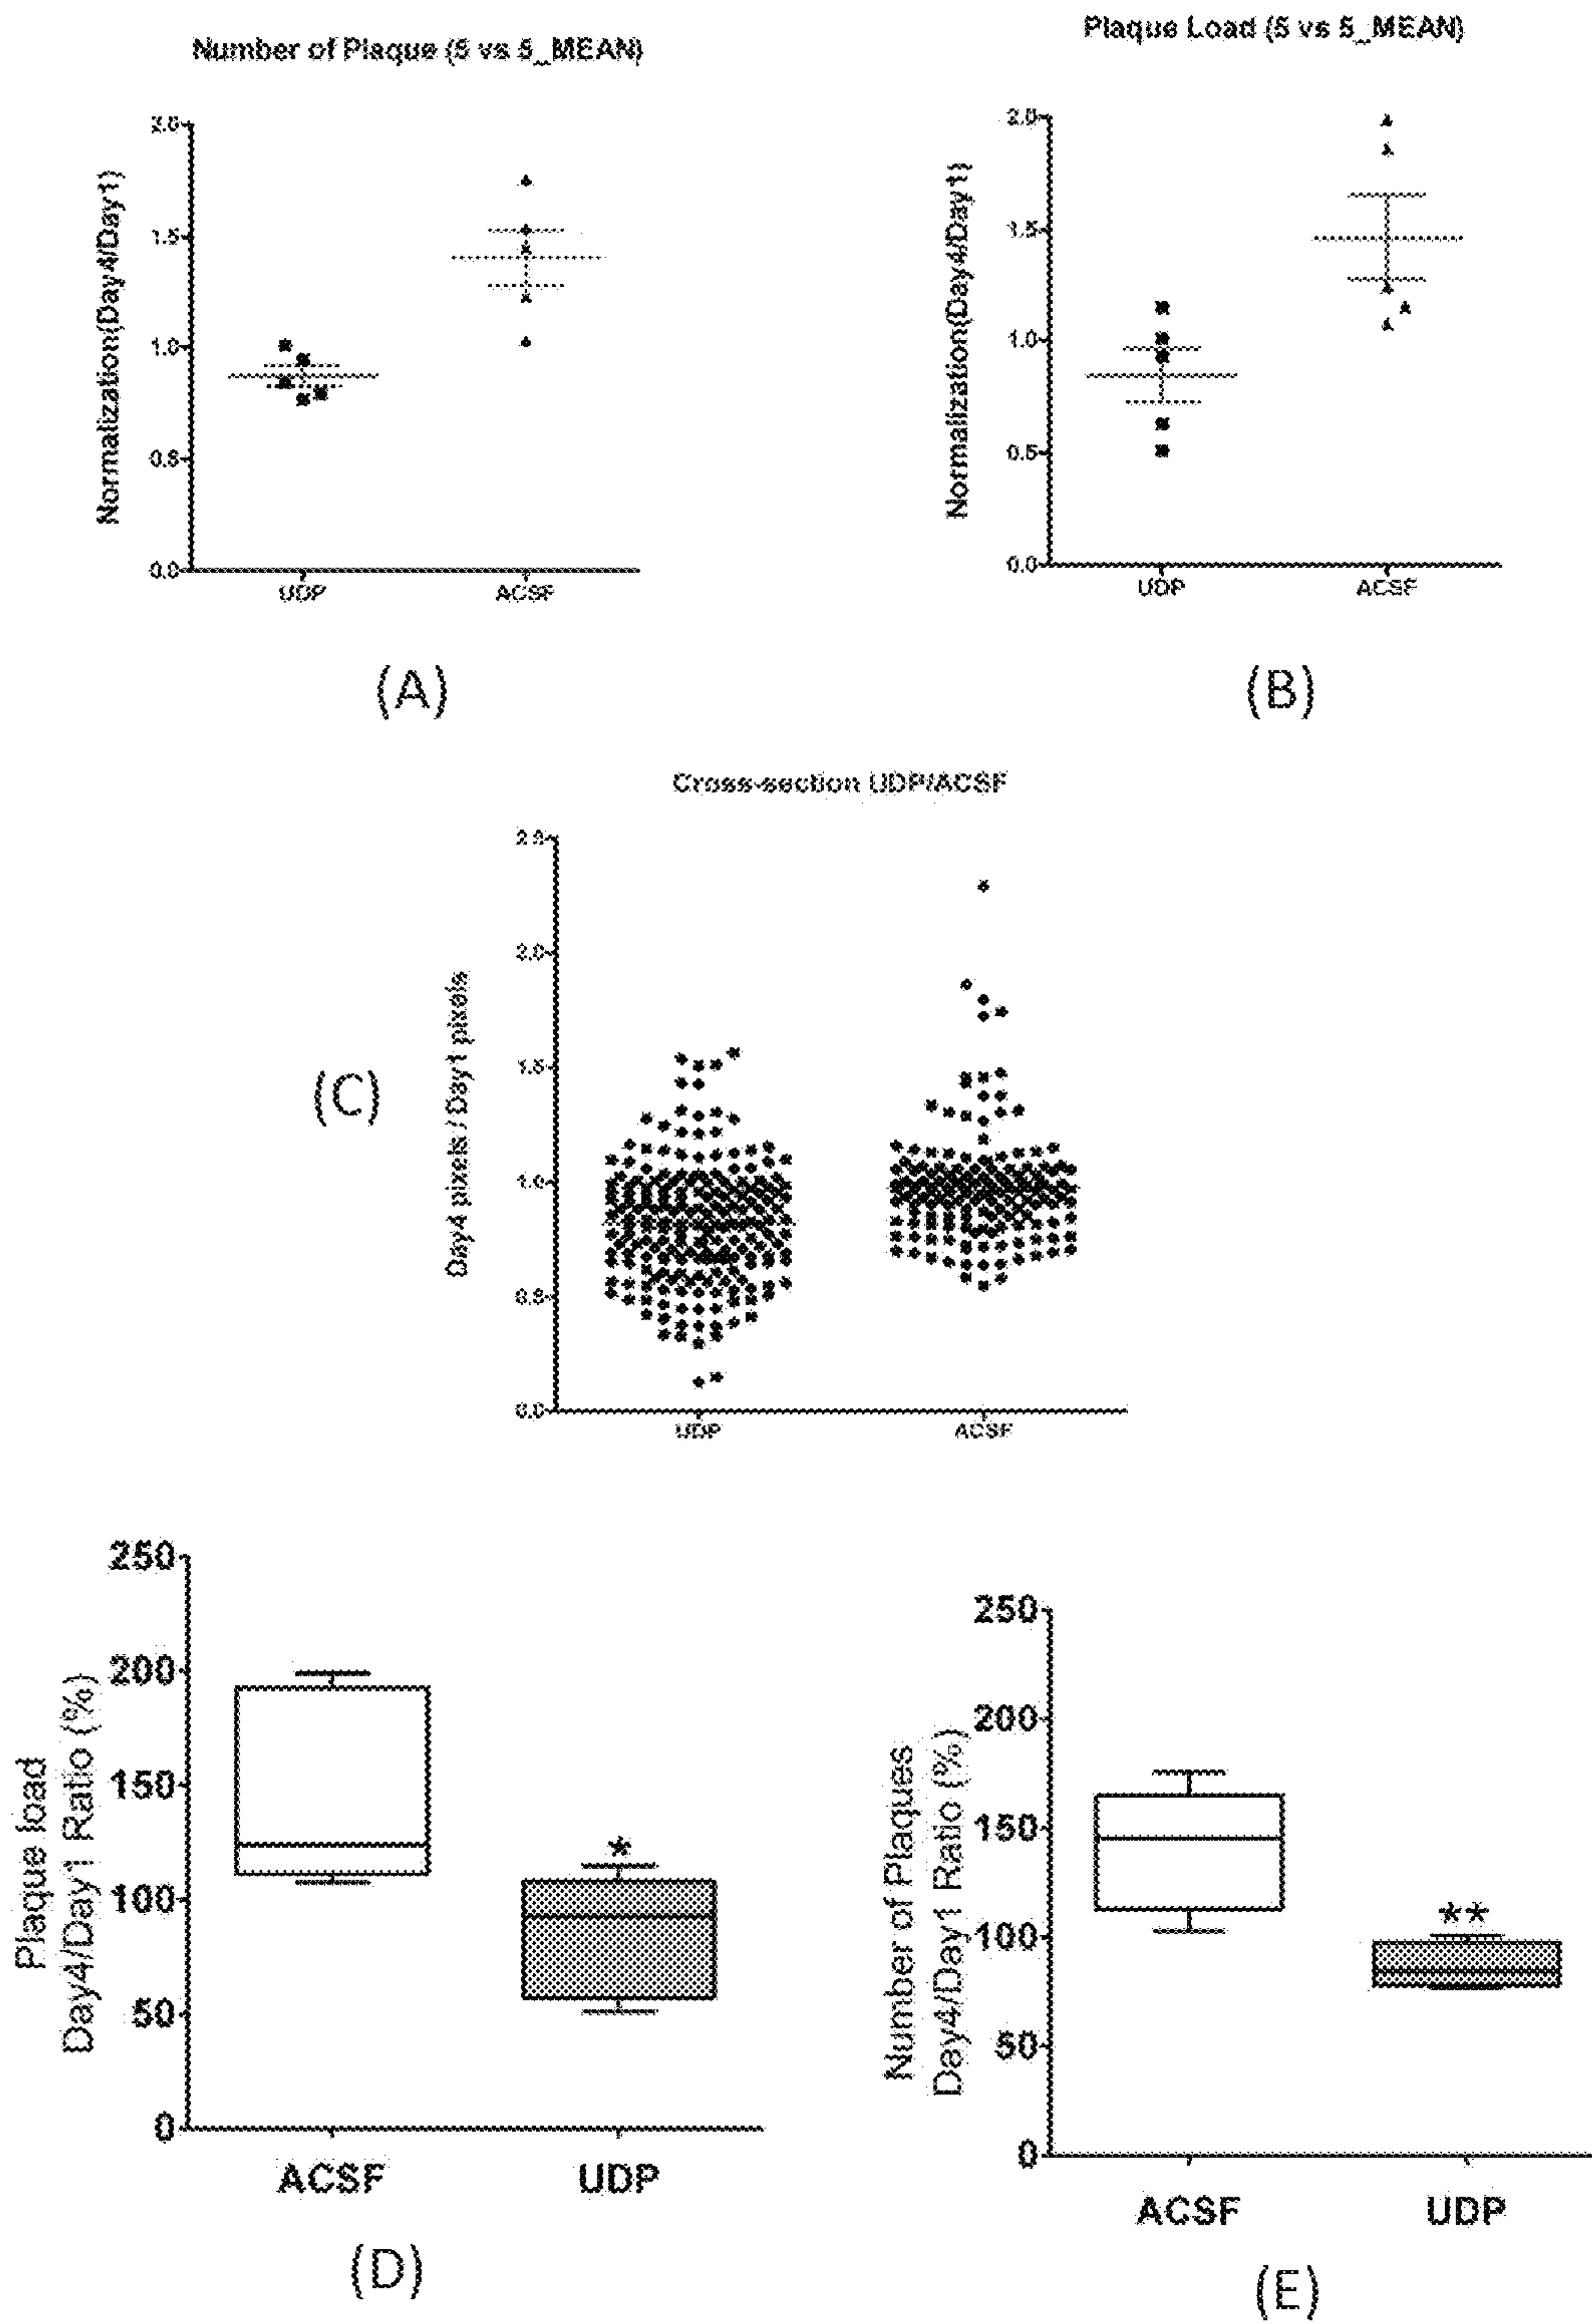 Number of Plaque (5 vs 5_MEAN)
Normalization(Day4/Day1)
2.0
1.5
1.0
0.5
0.0
UDP
ACSF
(A)
Plaque Load (5 vs 5_MEAN)
Normalization(Day4/Day1)
2.0
1.5
1.0
0.5
0.0
UDP
ACSF
(B)
Cross-section UDP/ACSF
(C)
Day4 pixels / Day1 pixels
2.5
2.0
1.5
1.0
0.5
0.0
UDP
ACSF
Plaque load
Day4/Day1 Ratio (%)
250
200
150
100
50
0
*
ACSF
UDP
(D)
Number of Plaques
Day4/Day1 Ratio (%)
250
200
150
100
50
0
**
ACSF
UDP
(E)